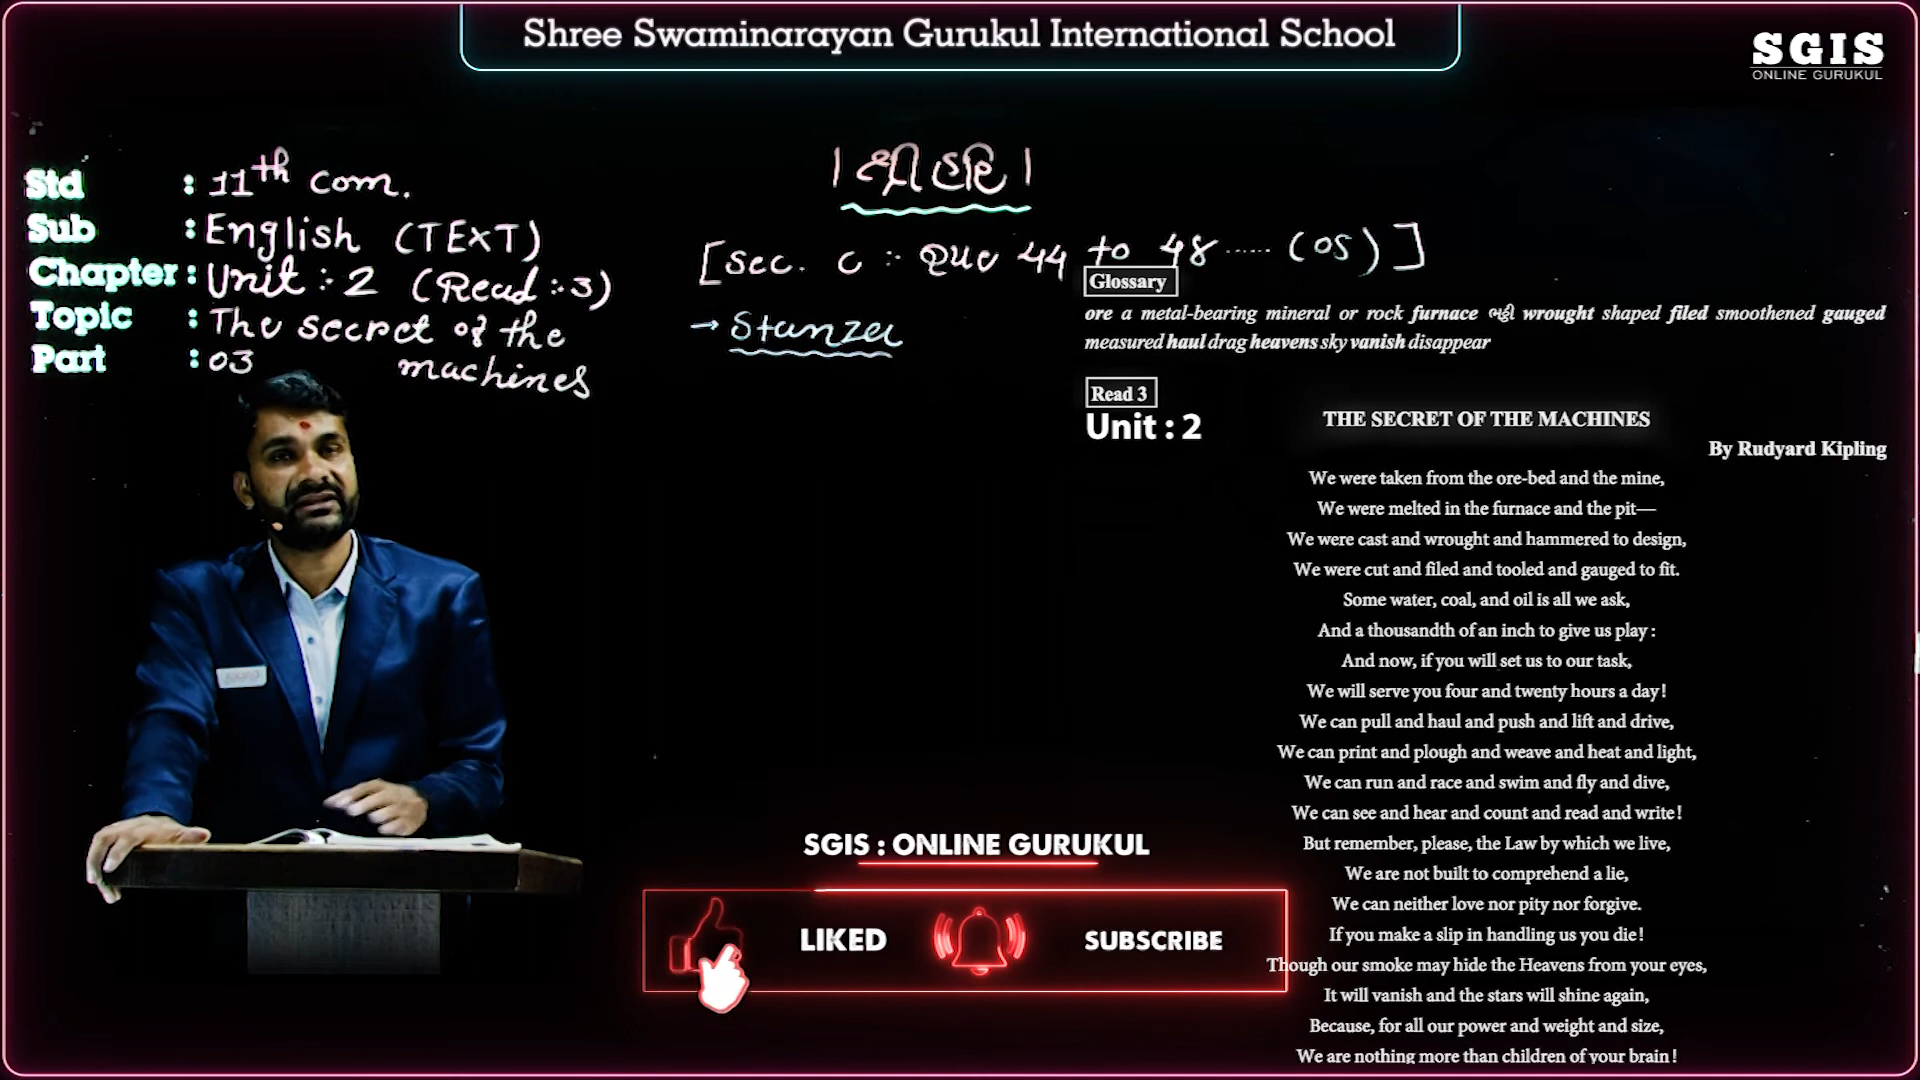 Shree Swaminarayan Gurukul International School
SGIS
ONLINE GURUKUL
Std : 11th com.
Sub : English (TEXT)
Chapter : Unit :- 2 (Read :- 3)
Topic : The secret of the machines
Part : 03
। શ્રી હરિ ।
[Sec. C :- Que 44 to 48 ..... (05)]
→ Stanza
Glossary
ore a metal-bearing mineral or rock furnace ભઠ્ઠી wrought shaped filed smoothened gauged
measured haul drag heavens sky vanish disappear
Read 3
Unit : 2
THE SECRET OF THE MACHINES
By Rudyard Kipling
We were taken from the ore-bed and the mine,
We were melted in the furnace and the pit—
We were cast and wrought and hammered to design,
We were cut and filed and tooled and gauged to fit.
Some water, coal, and oil is all we ask,
And a thousandth of an inch to give us play :
And now, if you will set us to our task,
We will serve you four and twenty hours a day !
We can pull and haul and push and lift and drive,
We can print and plough and weave and heat and light,
We can run and race and swim and fly and dive,
We can see and hear and count and read and write !
But remember, please, the Law by which we live,
We are not built to comprehend a lie,
We can neither love nor pity nor forgive.
If you make a slip in handling us you die !
Though our smoke may hide the Heavens from your eyes,
It will vanish and the stars will shine again,
Because, for all our power and weight and size,
We are nothing more than children of your brain !
SGIS : ONLINE GURUKUL
LIKED
SUBSCRIBE